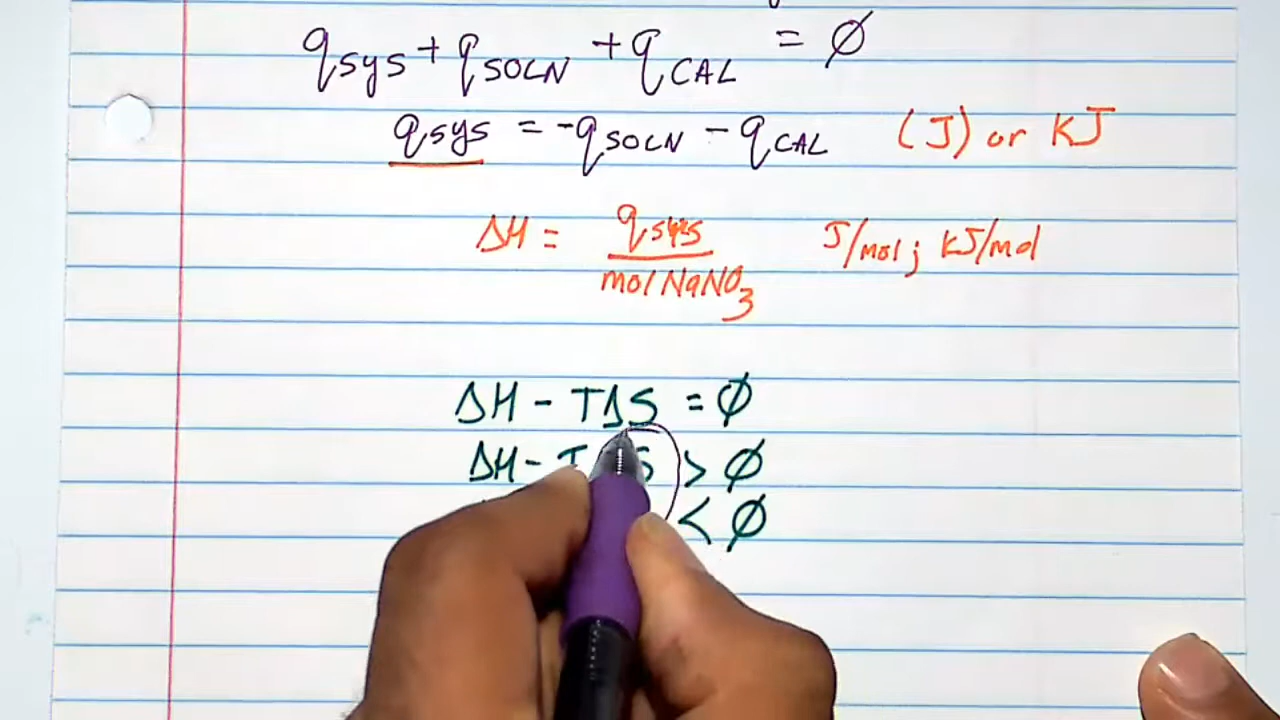 qSYS + qSOLN + qCAL = ∅
qSYS = -qSOLN - qCAL (J) or KJ
ΔH = qSYS / mol NaNO3 J/mol; KJ/mol
ΔH - TΔS = ∅
ΔH - T S > ∅
< ∅